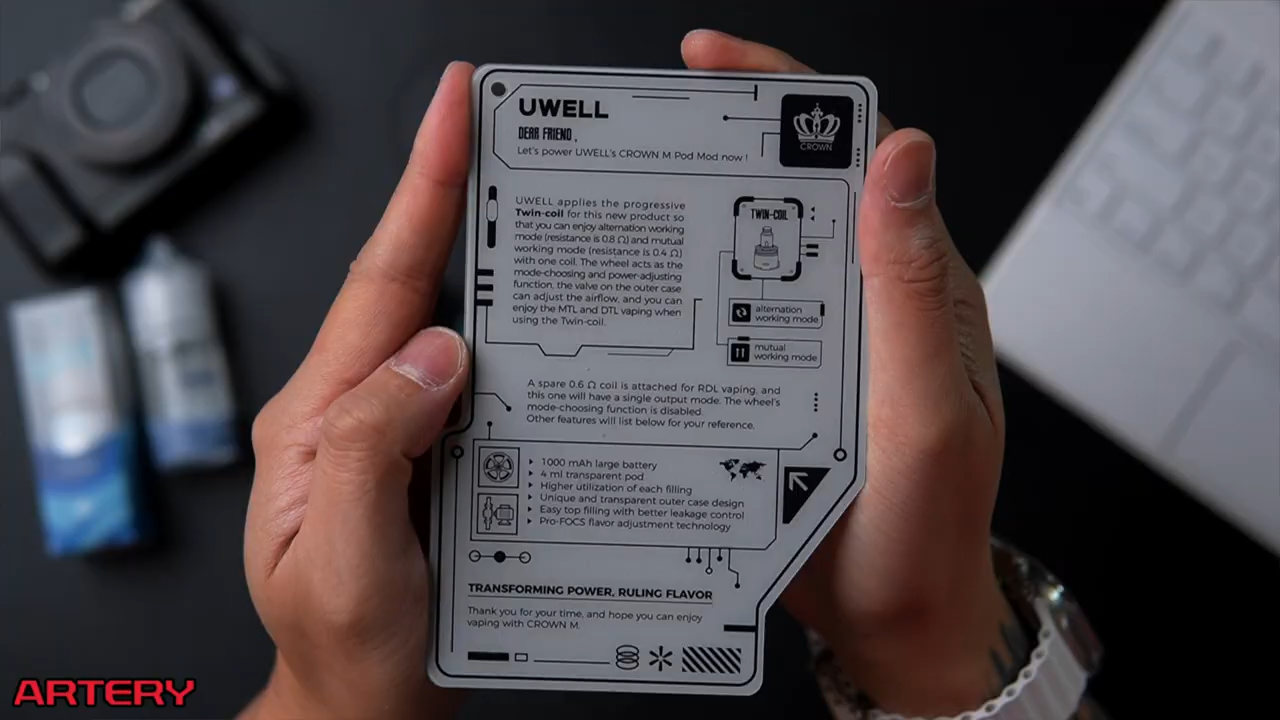 UWELL
DEAR FRIEND ,
Let's power UWELL's CROWN M Pod Mod now !
CROWN
UWELL applies the progressive
Twin-coil for this new product so
that you can enjoy alternation working
mode (resistance is 0.8 Ω) and mutual
working mode (resistance is 0.4 Ω)
with one coil. The wheel acts as the
mode-choosing and power-adjusting
function, the valve on the outer case
can adjust the airflow, and you can
enjoy the MTL and DTL vaping when
using the Twin-coil.
TWIN-COIL
alternation
working mode
mutual
working mode
A spare 0.6 Ω coil is attached for RDL vaping, and
this one will have a single output mode. The wheel's
mode-choosing function is disabled.
Other features will list below for your reference.
1000 mAh large battery
4 ml transparent pod
Higher utilization of each filling
Unique and transparent outer case design
Easy top filling with better leakage control
Pro-FOCS flavor adjustment technology
TRANSFORMING POWER, RULING FLAVOR
Thank you for your time, and hope you can enjoy
vaping with CROWN M.
ARTERY